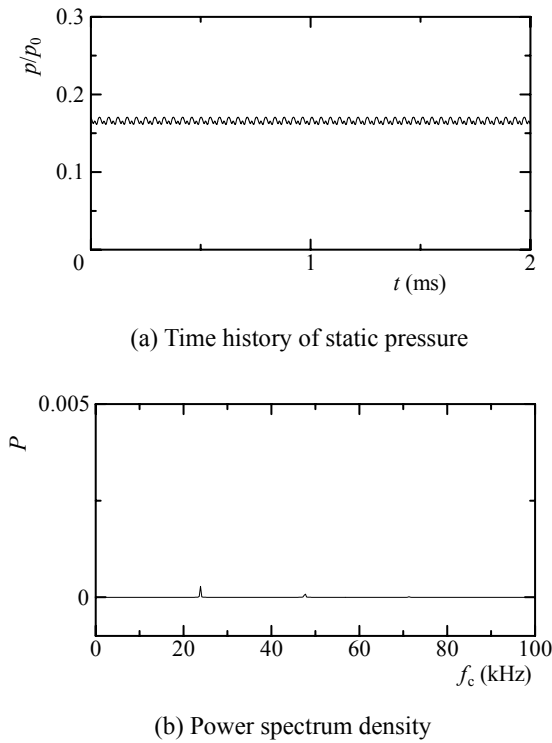 0.3
p/p0
0.2
0.1
0
1
2
t (ms)
(a) Time history of static pressure
0.005
P
0
0
20
40
60
80
100
fc (kHz)
(b) Power spectrum density